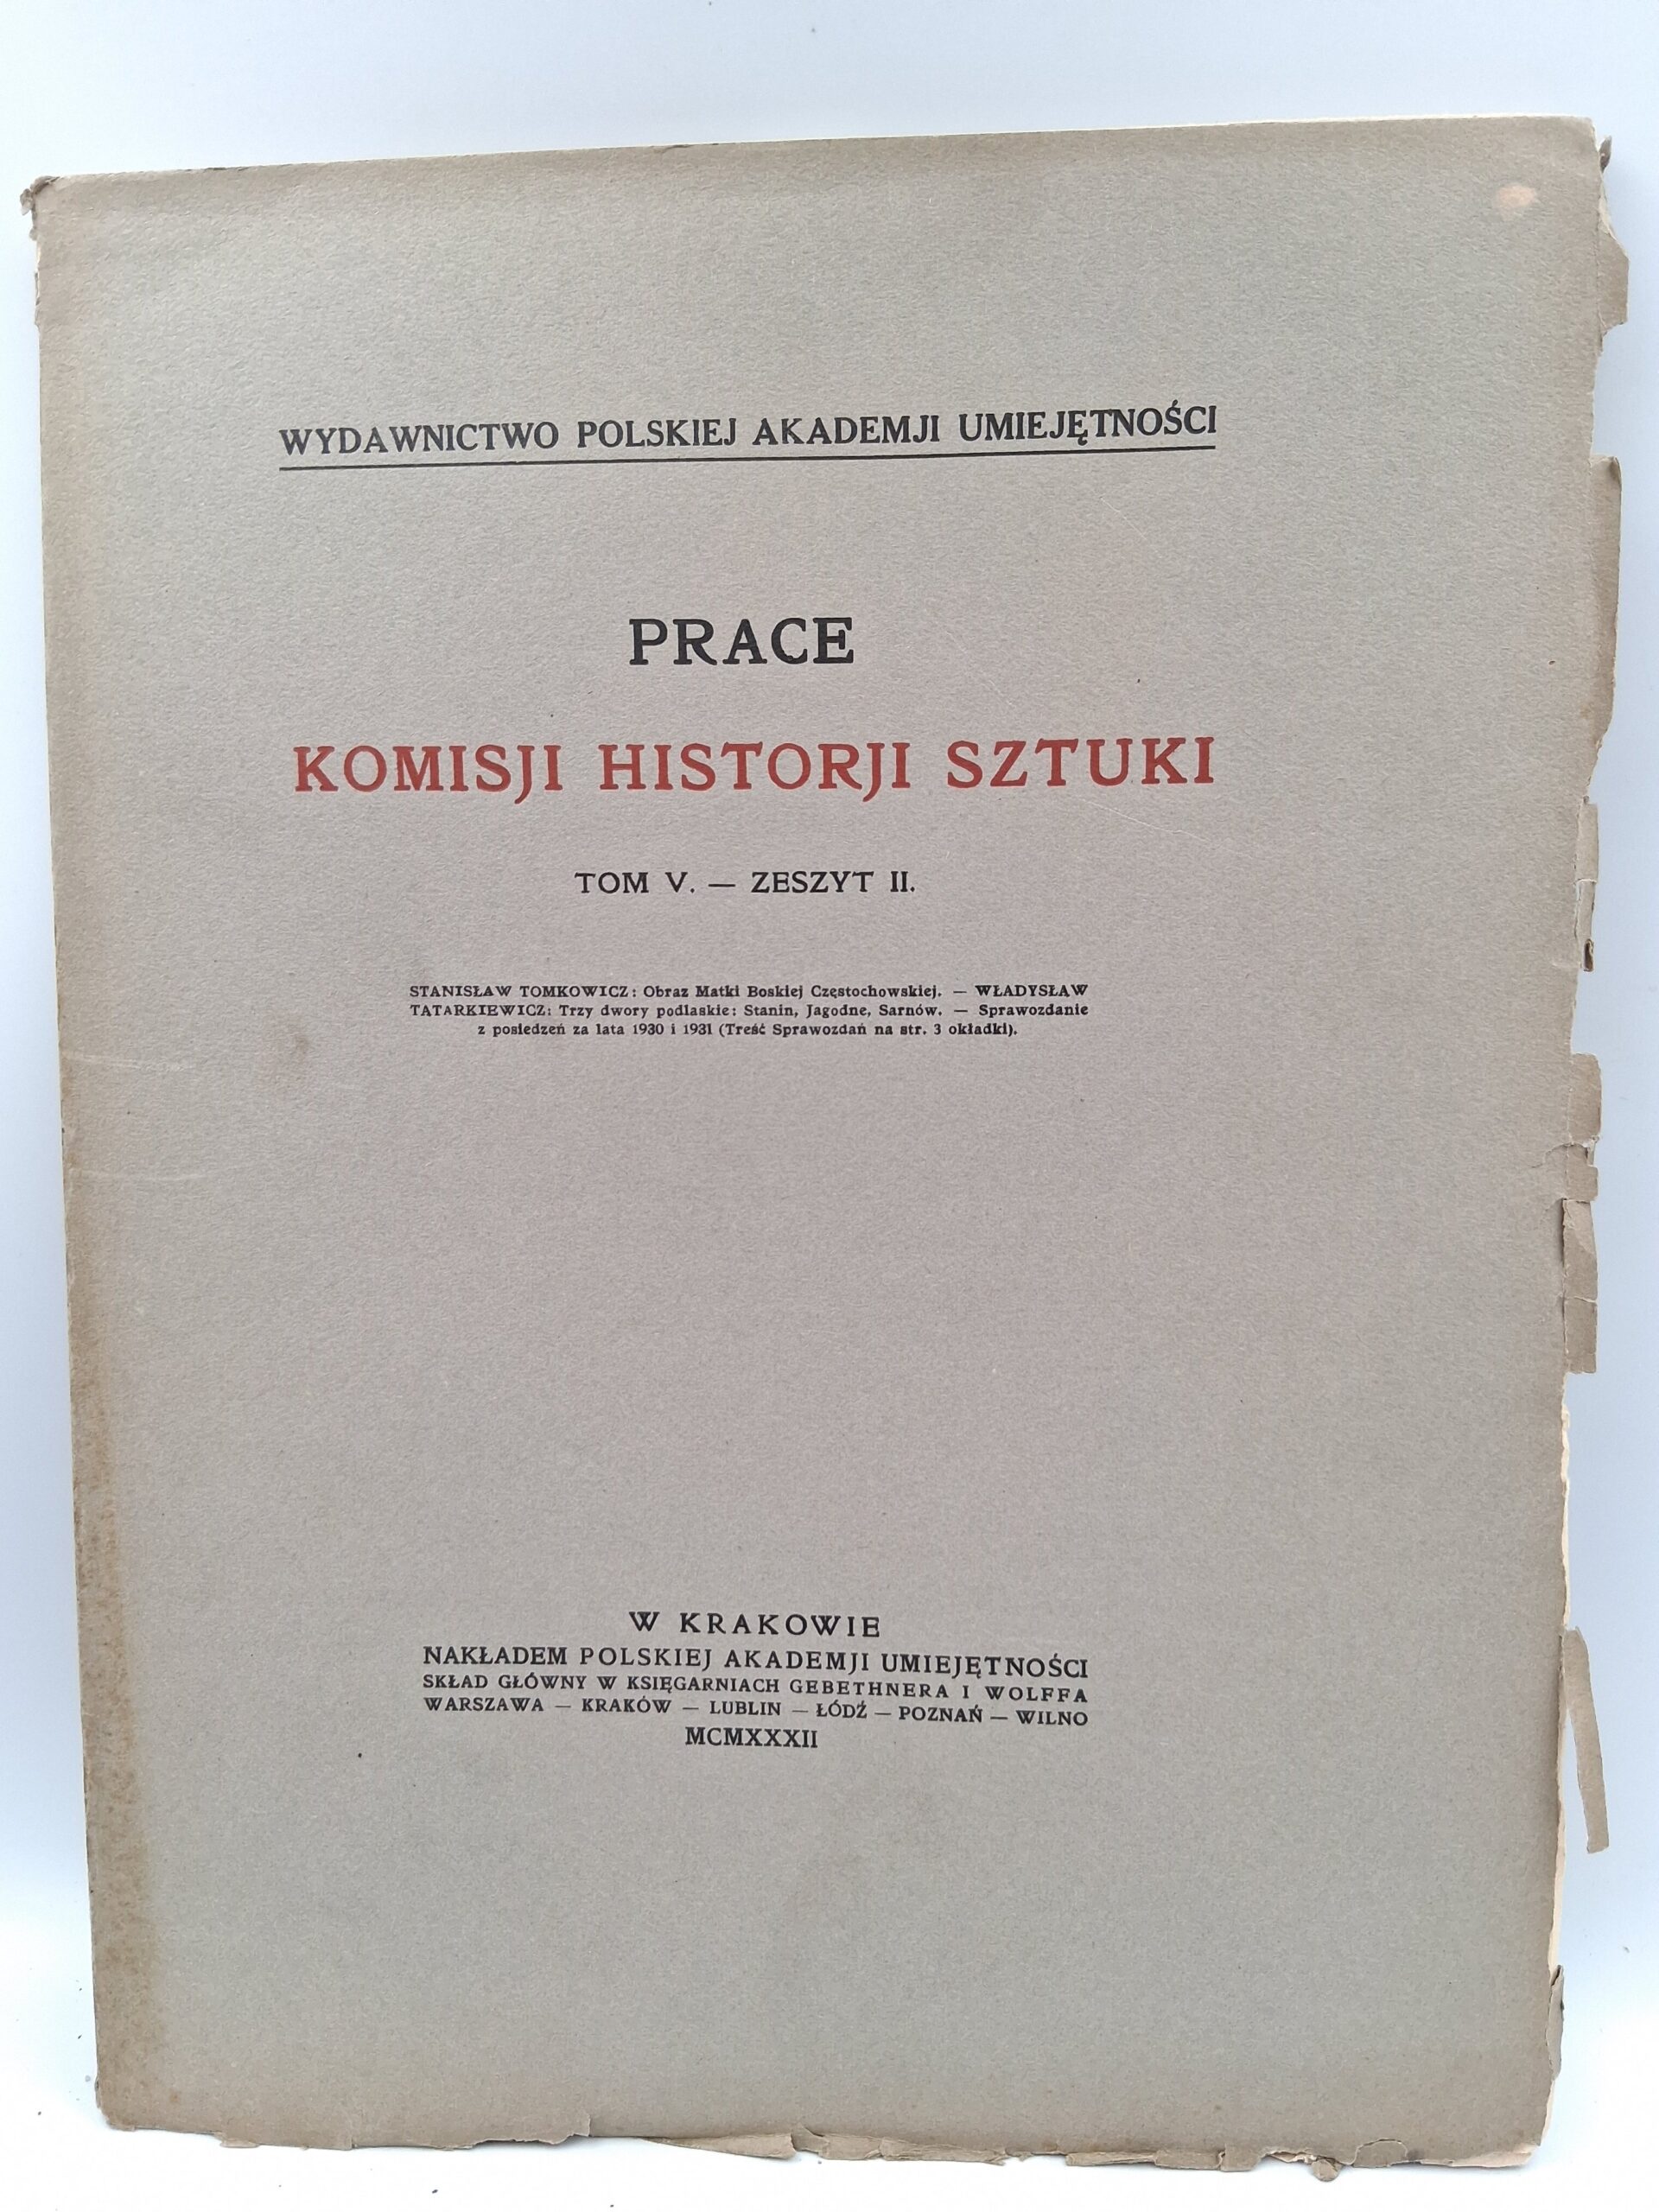 WYDAWNICTWO POLSKIEJ AKADEMJI UMIEJĘTNOŚCI
PRACE
KOMISJI HISTORJI SZTUKI
TOM V. — ZESZYT II.
STANISŁAW TOMKOWICZ: Obraz Matki Boskiej Częstochowskiej. — WŁADYSŁAW
TATARKIEWICZ: Trzy dwory podlaskie: Stanin, Jagodne, Sarnów. — Sprawozdanie
z posiedzeń za lata 1930 i 1931 (Treść Sprawozdań na str. 3 okładki).
W KRAKOWIE
NAKŁADEM POLSKIEJ AKADEMJI UMIEJĘTNOŚCI
SKŁAD GŁÓWNY W KSIĘGARNIACH GEBETHNERA I WOLFFA
WARSZAWA — KRAKÓW — LUBLIN — ŁÓDŹ — POZNAŃ — WILNO
MCMXXXII